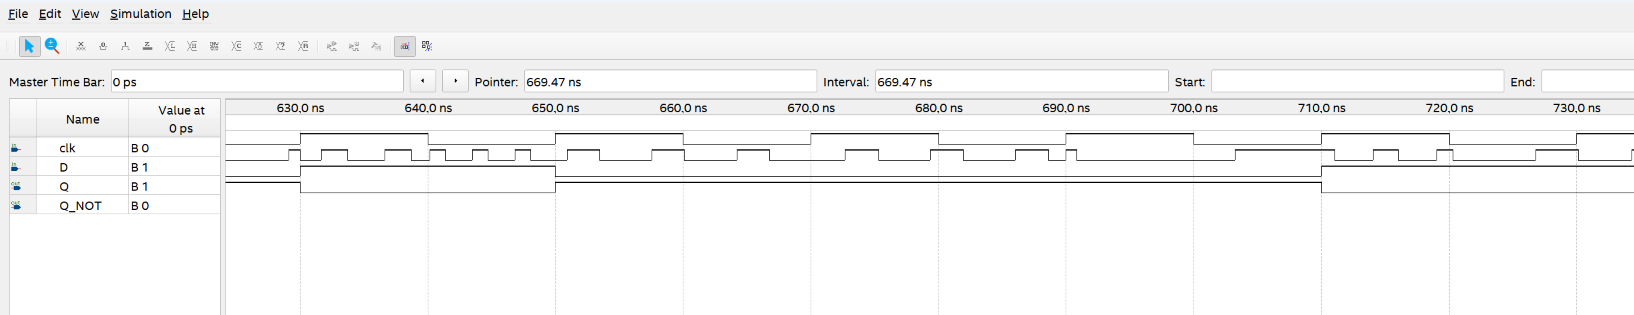 File Edit View Simulation Help
Master Time Bar: 0 ps Pointer: 669.47 ns Interval: 669.47 ns Start: End:
Name Value at 0 ps
630,0 ns 640,0 ns 650,0 ns 660,0 ns 670,0 ns 680,0 ns 690,0 ns 700,0 ns 710,0 ns 720,0 ns 730,0 ns
clk B 0
D B 1
Q B 1
Q_NOT B 0